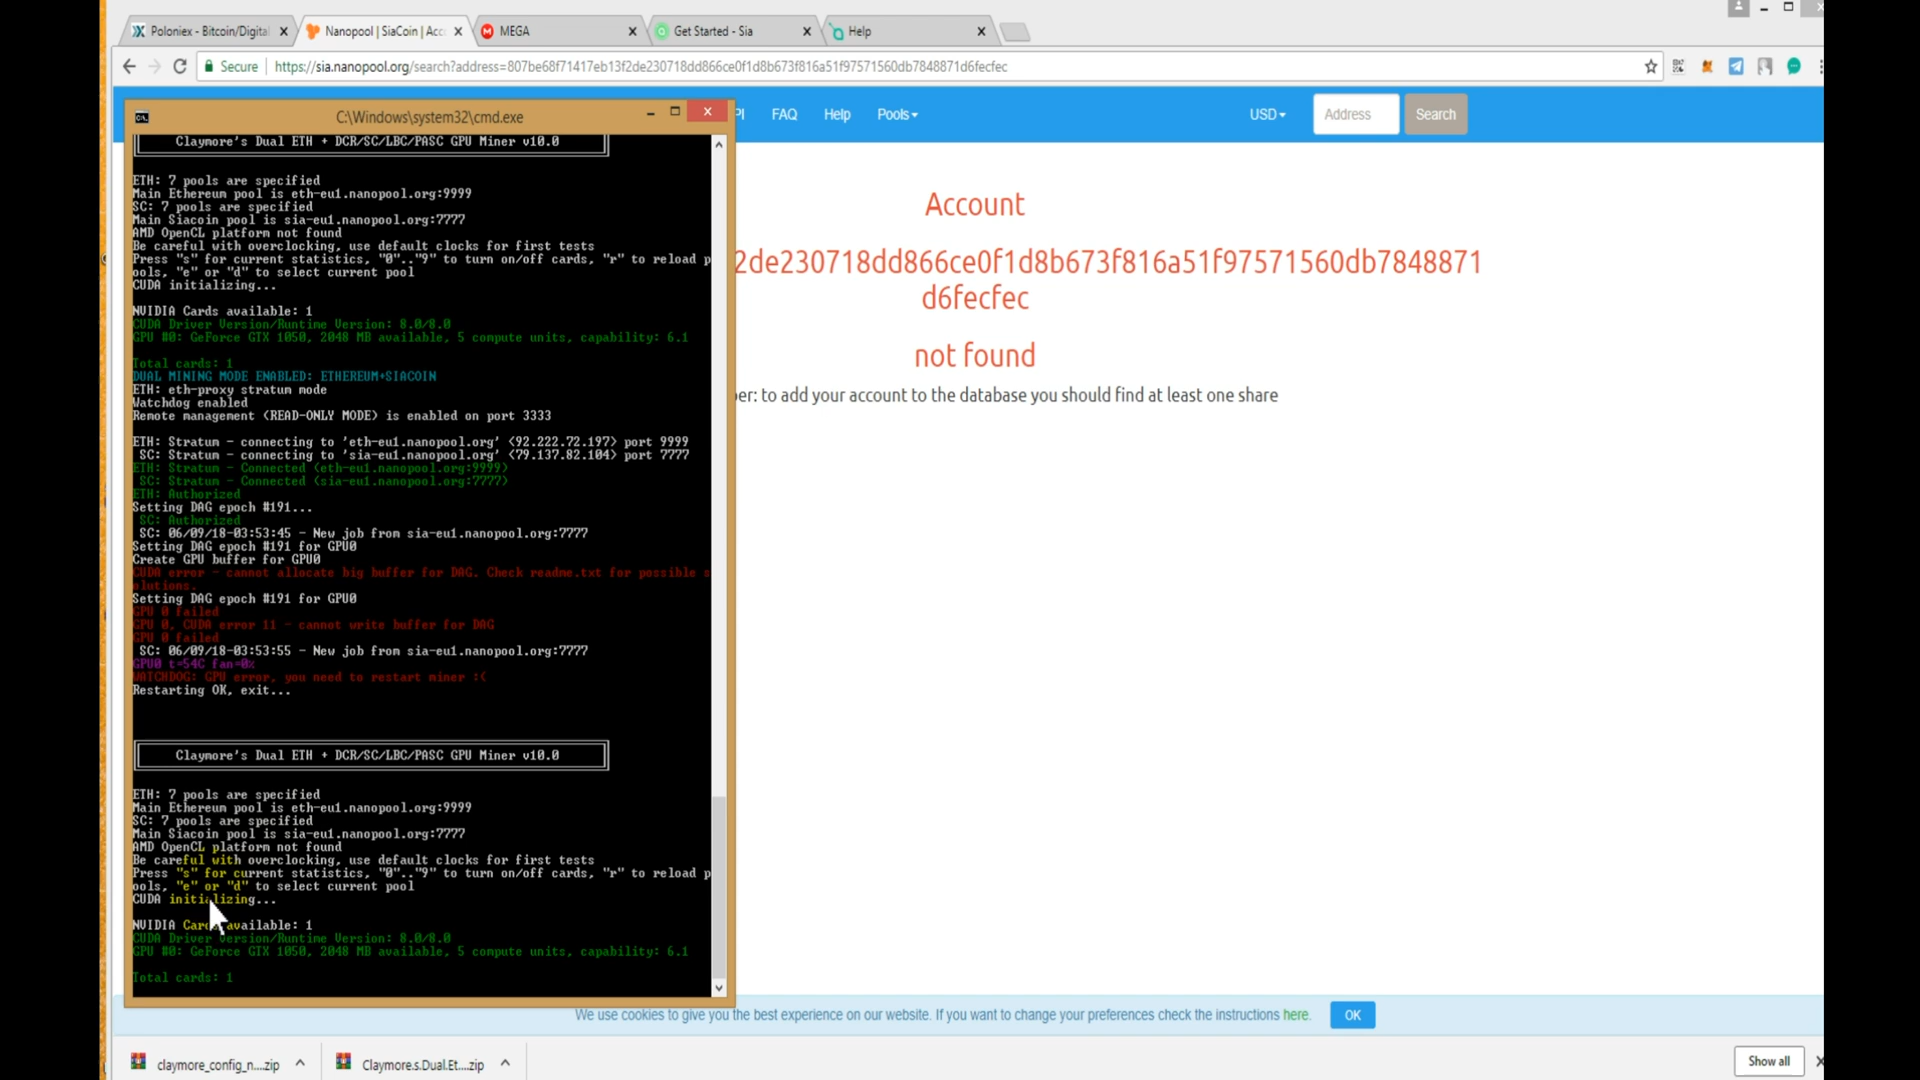 Poloniex - Bitcoin/Digital
Nanopool | SiaCoin | Acc
MEGA
Get Started - Sia
Help
Secure
https://sia.nanopool.org/search?address=807be68f71417eb13f2de230718dd866ce0f1d8b673f816a51f97571560db7848871d6fecfec
C:\Windows\system32\cmd.exe
PI
FAQ
Help
Pools
USD
Address
Search
Claymore's Dual ETH + DCR/SC/LBC/PASC GPU Miner v10.0
ETH: 7 pools are specified
Main Ethereum pool is eth-eu1.nanopool.org:9999
SC: 7 pools are specified
Main Siacoin pool is sia-eu1.nanopool.org:7777
AMD OpenCL platform not found
Be careful with overclocking, use default clocks for first tests
Press "s" for current statistics, "0".."9" to turn on/off cards, "r" to reload p
ools, "e" or "d" to select current pool
CUDA initializing...
NVIDIA Cards available: 1
CUDA Driver Version/Runtime Version: 8.0/8.0
GPU #0: GeForce GTX 1050, 2048 MB available, 5 compute units, capability: 6.1
Total cards: 1
DUAL MINING MODE ENABLED: ETHEREUM+SIACOIN
ETH: eth-proxy stratum mode
Watchdog enabled
Remote management (READ-ONLY MODE) is enabled on port 3333
ETH: Stratum - connecting to 'eth-eu1.nanopool.org' <92.222.72.197> port 9999
SC: Stratum - connecting to 'sia-eu1.nanopool.org' <79.137.82.104> port 7777
ETH: Stratum - Connected (eth-eu1.nanopool.org:9999)
SC: Stratum - Connected (sia-eu1.nanopool.org:7777)
ETH: Authorized
Setting DAG epoch #191...
SC: Authorized
SC: 06/09/18-03:53:45 - New job from sia-eu1.nanopool.org:7777
Setting DAG epoch #191 for GPU0
Create GPU buffer for GPU0
CUDA error - cannot allocate big buffer for DAG. Check readme.txt for possible s
olutions.
Setting DAG epoch #191 for GPU0
GPU 0 failed
GPU 0, CUDA error 11 - cannot write buffer for DAG
GPU 0 failed
SC: 06/09/18-03:53:55 - New job from sia-eu1.nanopool.org:7777
GPU0 t=54C fan=0%
WATCHDOG: GPU error, you need to restart miner :(
Restarting OK, exit...
Claymore's Dual ETH + DCR/SC/LBC/PASC GPU Miner v10.0
ETH: 7 pools are specified
Main Ethereum pool is eth-eu1.nanopool.org:9999
SC: 7 pools are specified
Main Siacoin pool is sia-eu1.nanopool.org:7777
AMD OpenCL platform not found
Be careful with overclocking, use default clocks for first tests
Press "s" for current statistics, "0".."9" to turn on/off cards, "r" to reload p
ools, "e" or "d" to select current pool
CUDA initializing...
NVIDIA Cards available: 1
CUDA Driver Version/Runtime Version: 8.0/8.0
GPU #0: GeForce GTX 1050, 2048 MB available, 5 compute units, capability: 6.1
Total cards: 1
Account
2de230718dd866ce0f1d8b673f816a51f97571560db7848871
d6fecfec
not found
er: to add your account to the database you should find at least one share
We use cookies to give you the best experience on our website. If you want to change your preferences check the instructions here.
OK
claymore_config_n....zip
Claymore.s.Dual.Et....zip
Show all